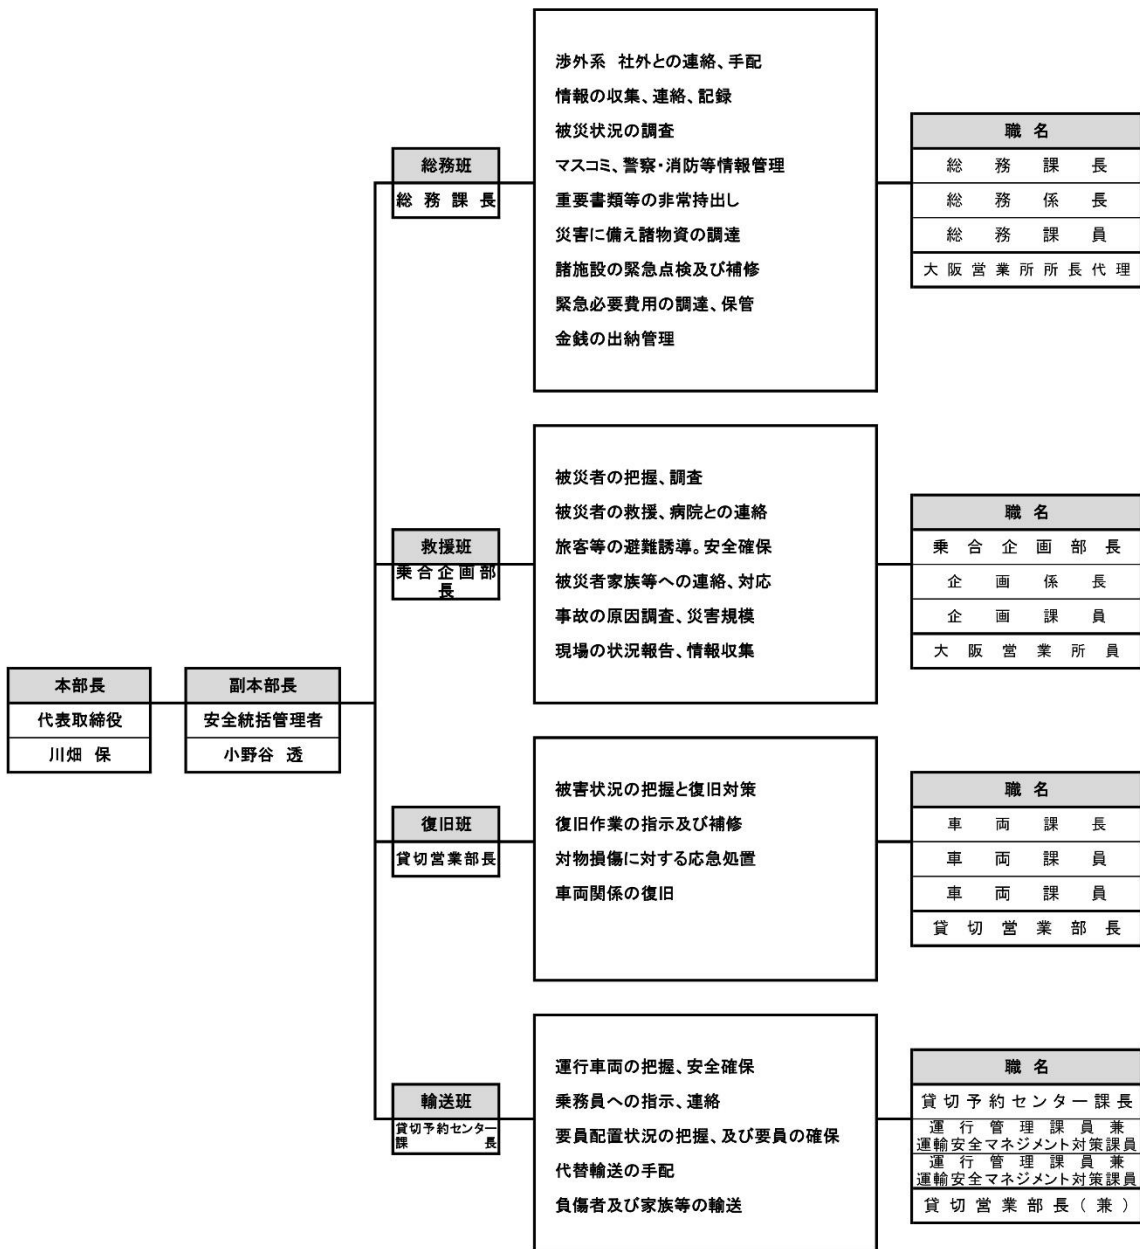 本部長
代表取締役
川畑 保
副本部長
安全統括管理者
小野谷 透
総務班
総務課長
渉外系 社外との連絡、手配
情報の収集、連絡、記録
被災状況の調査
マスコミ、警察・消防等情報管理
重要書類等の非常持出し
災害に備え諸物資の調達
諸施設の緊急点検及び補修
緊急必要費用の調達、保管
金銭の出納管理
職名
総務課長
総務係長
総務課員
大阪営業所所長代理
救援班
乗合企画部
長
被災者の把握、調査
被災者の救援、病院との連絡
旅客等の避難誘導。安全確保
被災者家族等への連絡、対応
事故の原因調査、災害規模
現場の状況報告、情報収集
職名
乗合企画部長
企画係長
企画課員
大阪営業所員
復旧班
貸切営業部長
被害状況の把握と復旧対策
復旧作業の指示及び補修
対物損傷に対する応急処置
車両関係の復旧
職名
車両課長
車両課員
車両課員
貸切営業部長
輸送班
貸切予約センター
課長
運行車両の把握、安全確保
乗務員への指示、連絡
要員配置状況の把握、及び要員の確保
代替輸送の手配
負傷者及び家族等の輸送
職名
貸切予約センター課長
運行管理課員兼
運輸安全マネジメント対策課員
運行管理課員兼
運輸安全マネジメント対策課員
貸切営業部長(兼)